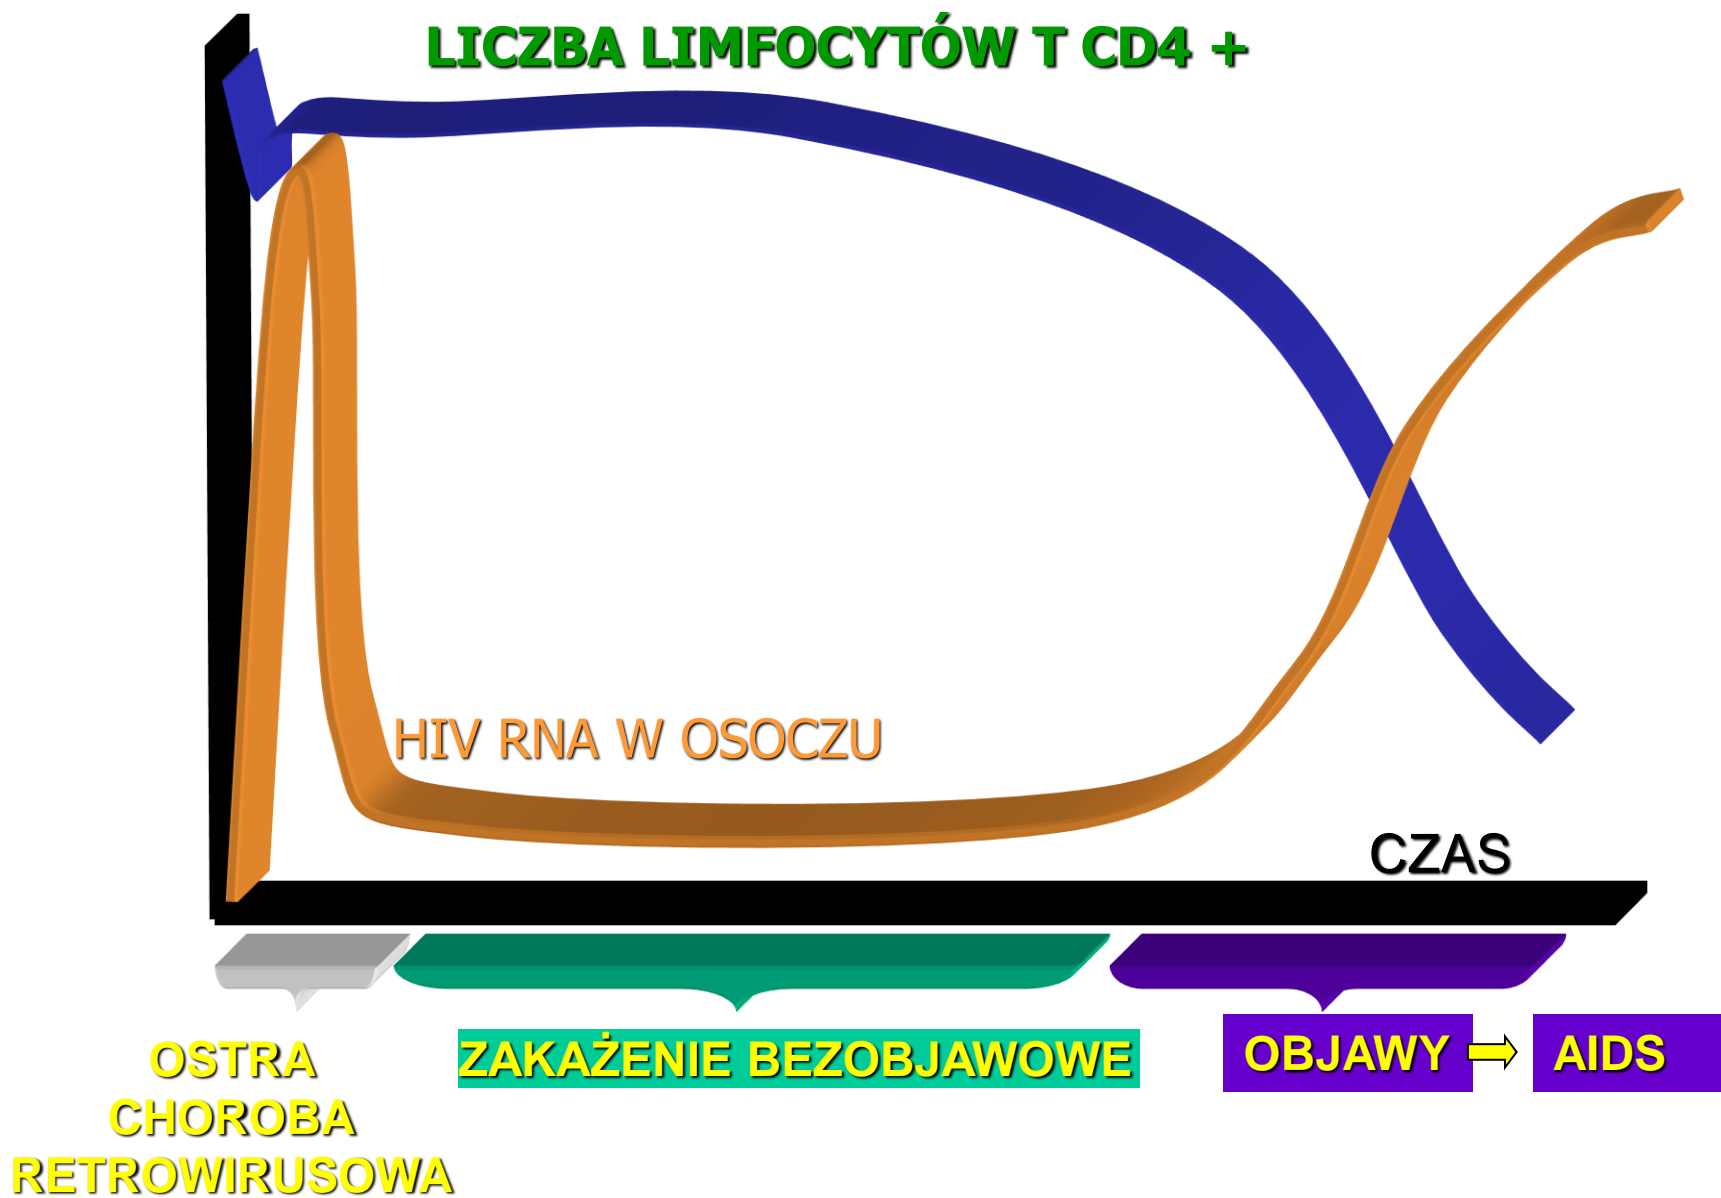 LICZBA LIMFOCYTÓW T CD4 +
HIV RNA W OSOCZU
CZAS
OSTRA
CHOROBA
RETROWIRUSOWA
ZAKAŻENIE BEZOBJAWOWE
OBJAWY
AIDS